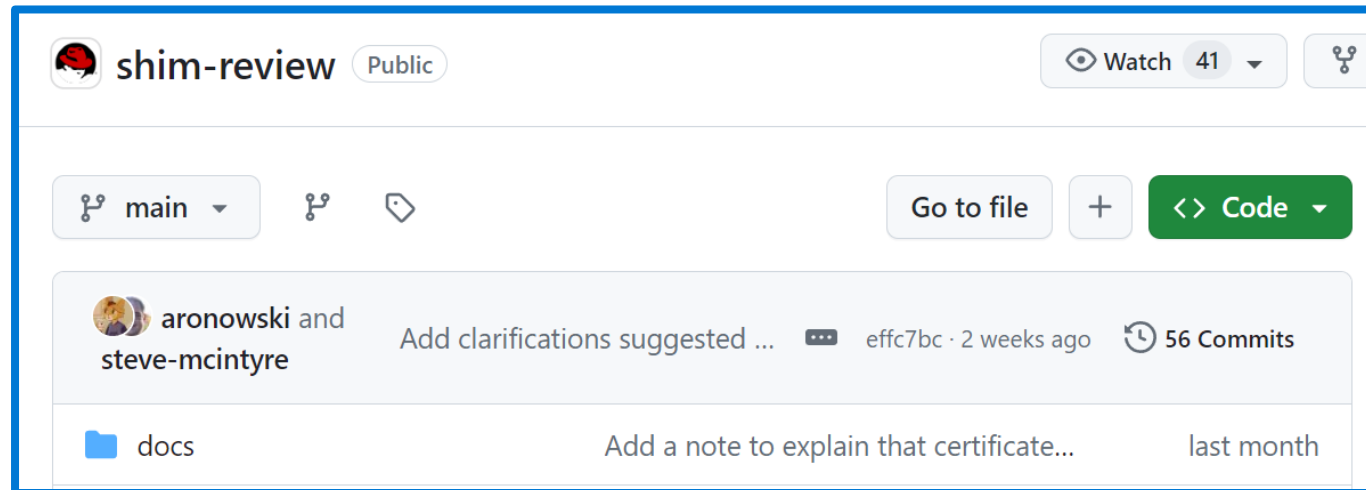 shim-review Public Watch 41
main Go to file + <> Code
aronowski and
steve-mcintyre Add clarifications suggested ... effc7bc · 2 weeks ago 56 Commits
docs Add a note to explain that certificate... last month